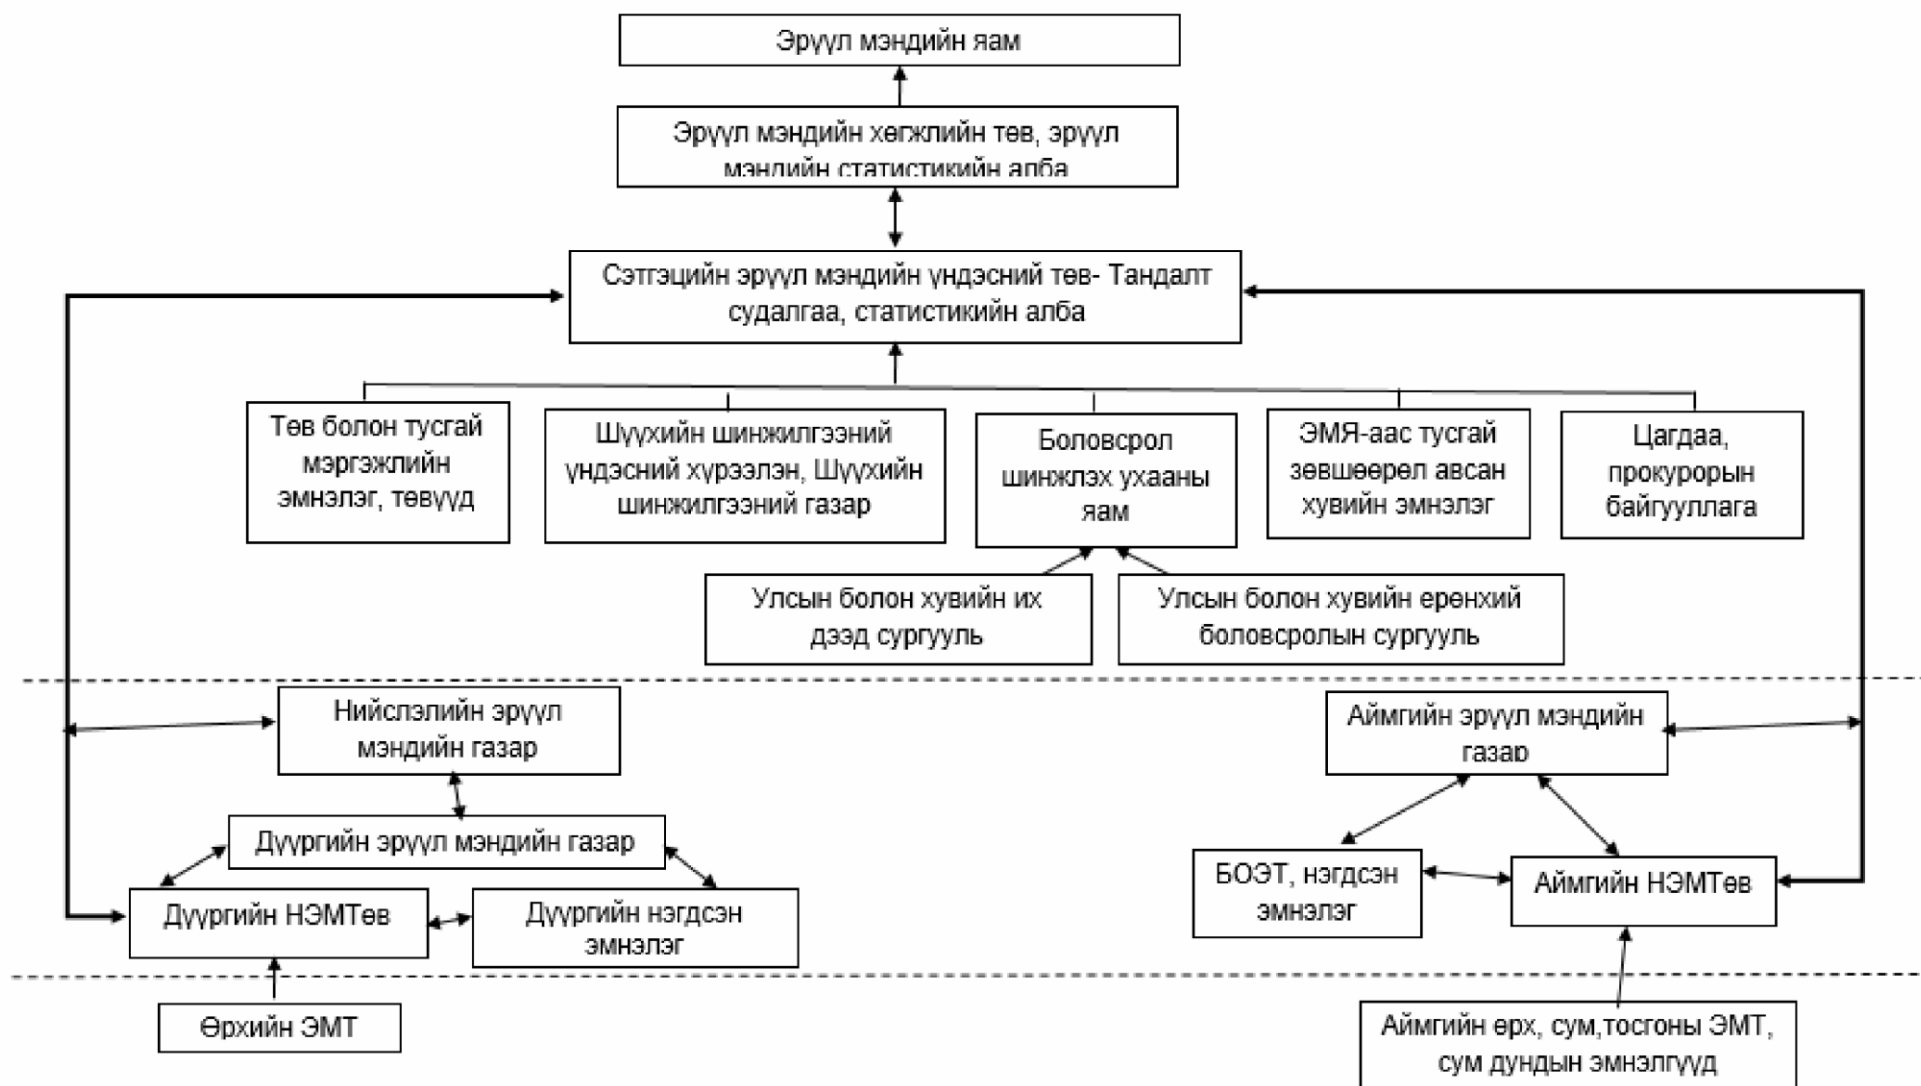 Эрүүл мэндийн яам
Эрүүл мэндийн хөгжлийн төв, эрүүл
мэндийн статистикийн алба
Сэтгэцийн эрүүл мэндийн үндэсний төв- Тандалт
судалгаа, статистикийн алба
Төв болон тусгай
мэргэжлийн
эмнэлэг, төвүүд
Шүүхийн шинжилгээний
үндэсний хүрээлэн, Шүүхийн
шинжилгээний газар
Боловсрол
шинжлэх ухааны
яам
ЭМЯ-аас тусгай
зөвшөөрөл авсан
хувийн эмнэлэг
Цагдаа,
прокурорын
байгууллага
Улсын болон хувийн их
дээд сургууль
Улсын болон хувийн ерөнхий
боловсролын сургууль
Нийслэлийн эрүүл
мэндийн газар
Аймгийн эрүүл мэндийн
газар
Дүүргийн эрүүл мэндийн газар
БОЭТ, нэгдсэн
эмнэлэг
Аймгийн НЭМТөв
Дүүргийн НЭМТөв
Дүүргийн нэгдсэн
эмнэлэг
Өрхийн ЭМТ
Аймгийн өрх, сум,тосгоны ЭМТ,
сум дундын эмнэлгүүд